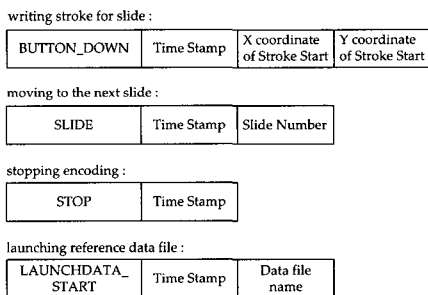 writing stroke for slide :
BUTTON_DOWN Time Stamp X coordinate of Stroke Start Y coordinate of Stroke Start
moving to the next slide :
SLIDE Time Stamp Slide Number
stopping encoding :
STOP Time Stamp
launching reference data file :
LAUNCHDATA_ START Time Stamp Data file name